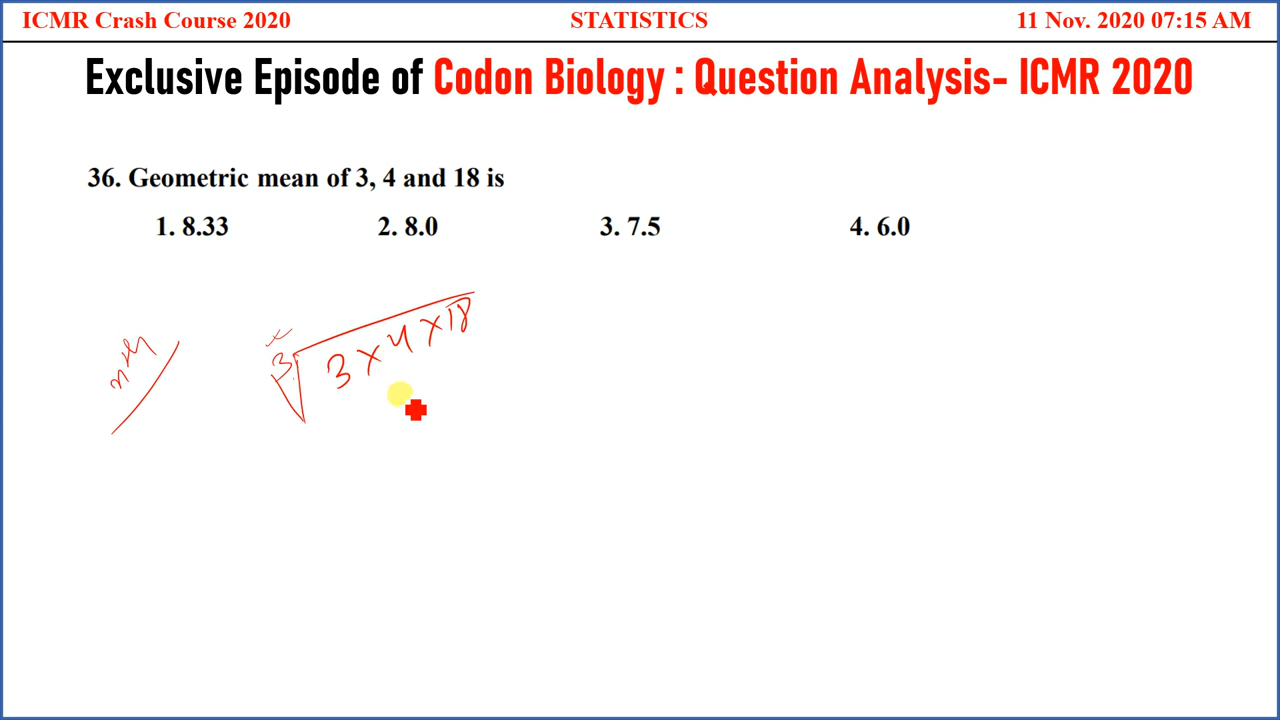 ICMR Crash Course 2020 STATISTICS 11 Nov. 2020 07:15 AM
Exclusive Episode of Codon Biology : Question Analysis- ICMR 2020
36. Geometric mean of 3, 4 and 18 is
1. 8.33 2. 8.0 3. 7.5 4. 6.0
nth 3√3×4×18